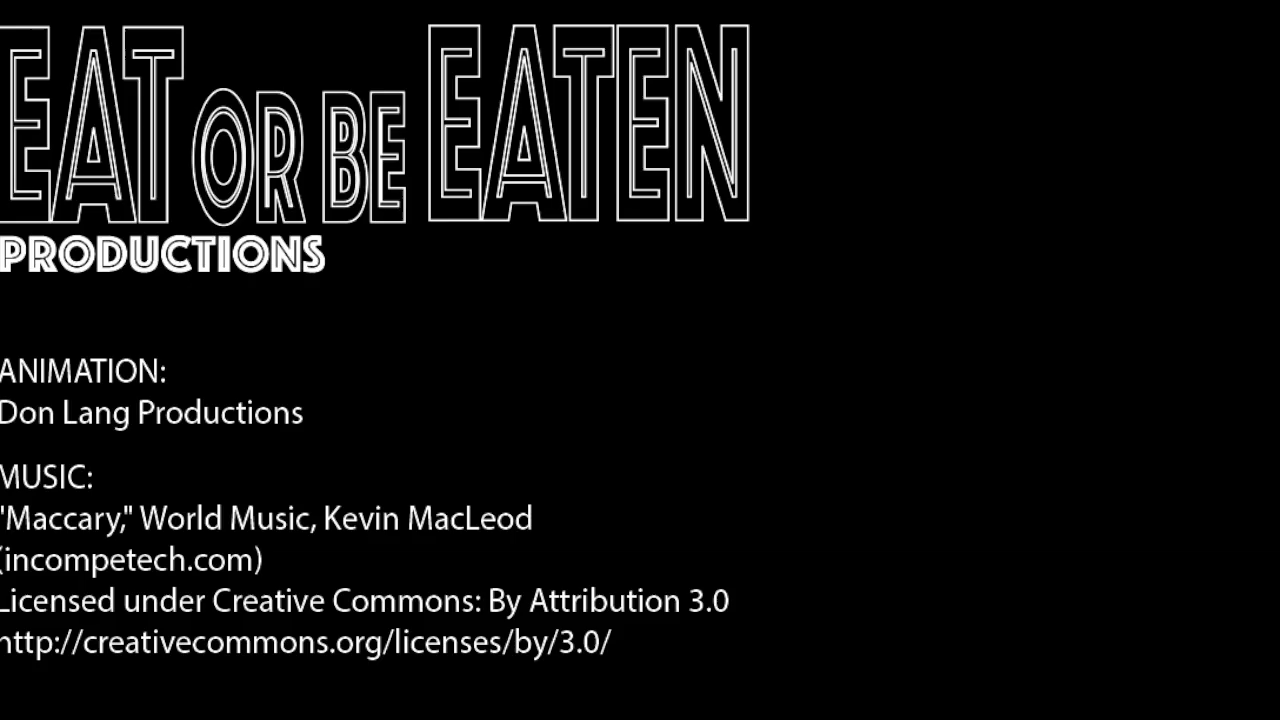 EAT OR BE EATEN
PRODUCTIONS
ANIMATION:
Don Lang Productions
MUSIC:
"Maccary," World Music, Kevin MacLeod
(incompetech.com)
Licensed under Creative Commons: By Attribution 3.0
http://creativecommons.org/licenses/by/3.0/